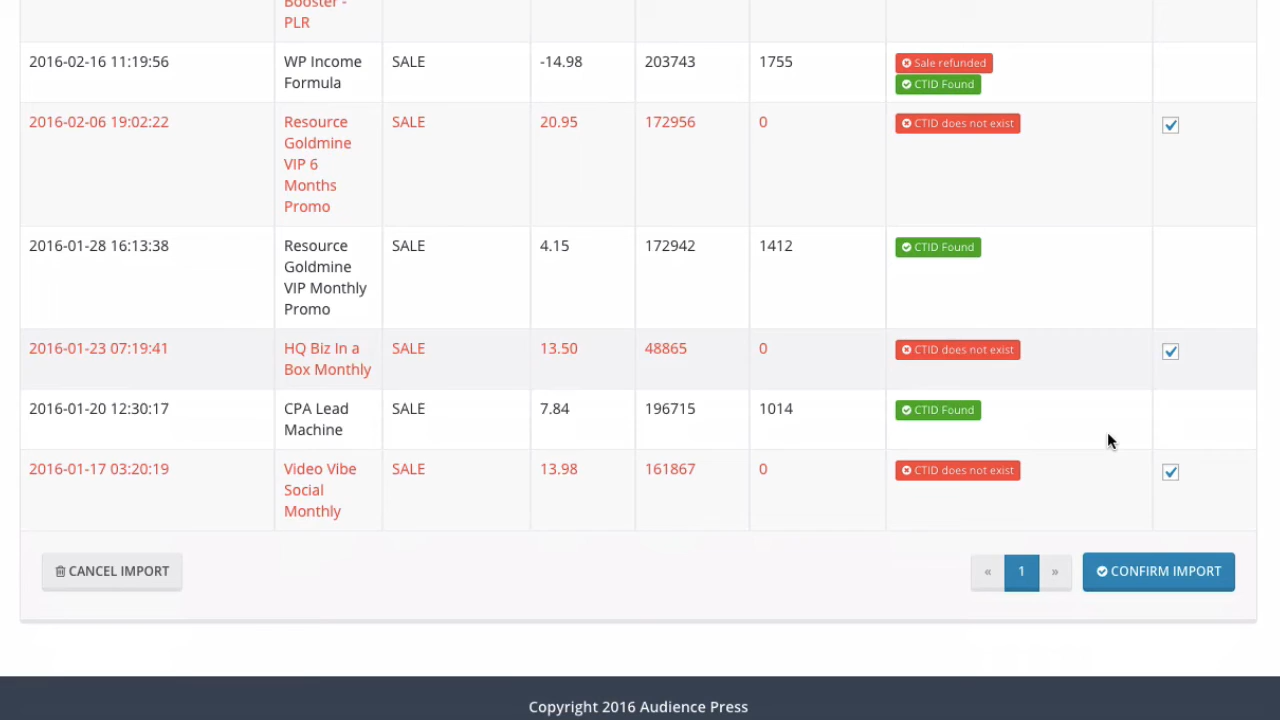 Booster -
PLR
2016-02-16 11:19:56 WP Income SALE -14.98 203743 1755 Sale refunded
Formula CTID Found
2016-02-06 19:02:22 Resource SALE 20.95 172956 0 CTID does not exist
Goldmine
VIP 6
Months
Promo
2016-01-28 16:13:38 Resource SALE 4.15 172942 1412 CTID Found
Goldmine
VIP Monthly
Promo
2016-01-23 07:19:41 HQ Biz In a SALE 13.50 48865 0 CTID does not exist
Box Monthly
2016-01-20 12:30:17 CPA Lead SALE 7.84 196715 1014 CTID Found
Machine
2016-01-17 03:20:19 Video Vibe SALE 13.98 161867 0 CTID does not exist
Social
Monthly
CANCEL IMPORT « 1 » CONFIRM IMPORT
Copyright 2016 Audience Press